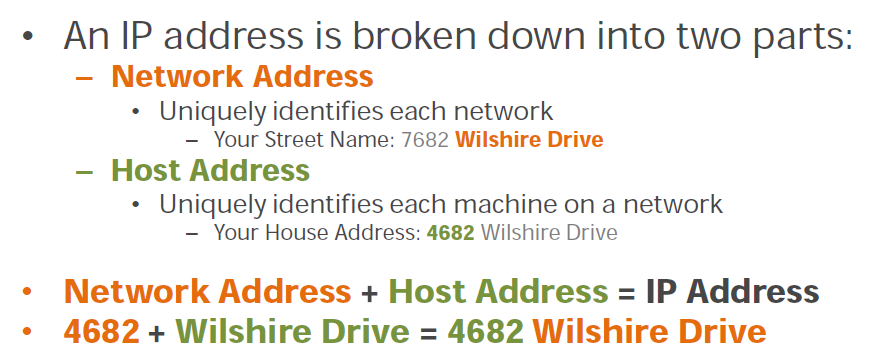 • An IP address is broken down into two parts:
– Network Address
• Uniquely identifies each network
– Your Street Name: 7682 Wilshire Drive
– Host Address
• Uniquely identifies each machine on a network
– Your House Address: 4682 Wilshire Drive
• Network Address + Host Address = IP Address
• 4682 + Wilshire Drive = 4682 Wilshire Drive